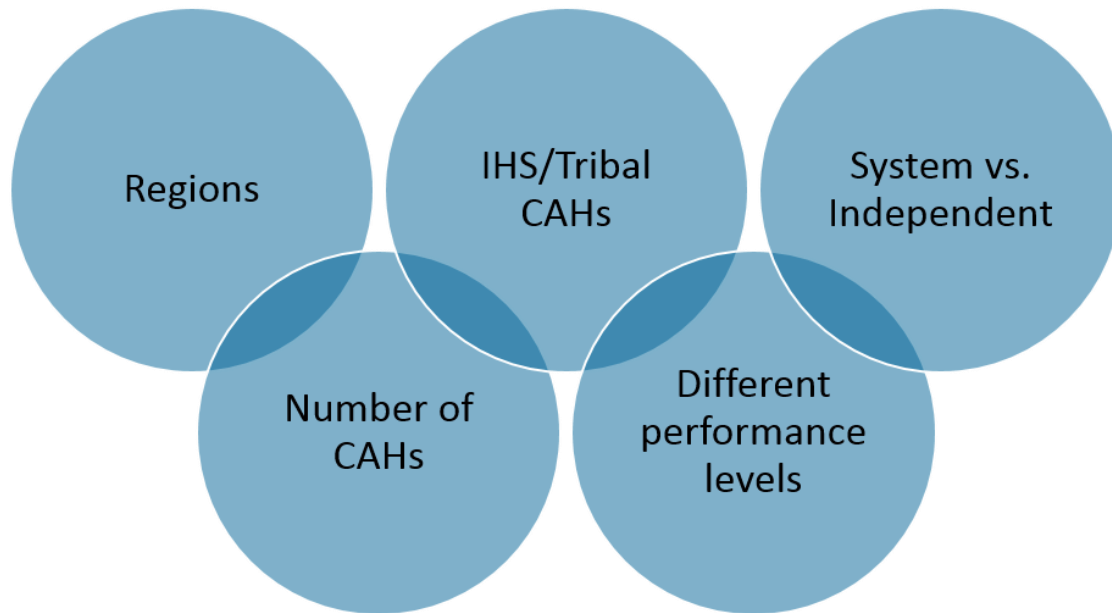 Regions
IHS/Tribal
CAHs
System vs.
Independent
Number of
CAHs
Different
performance
levels